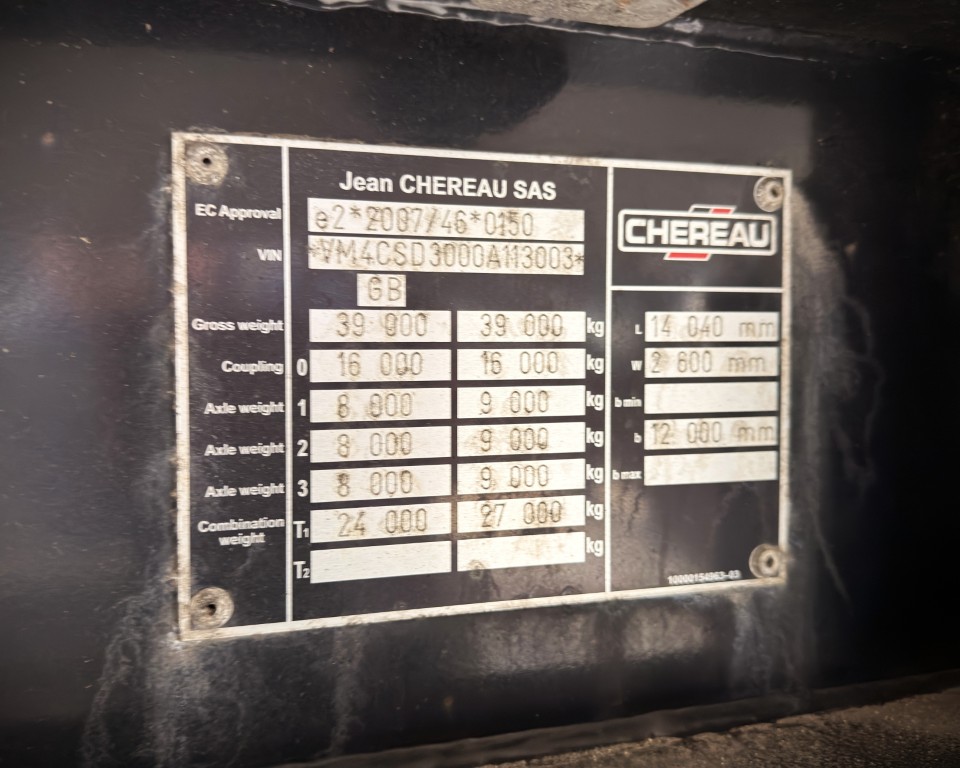 Jean CHEREAU SAS
EC Approval e2*2007/46*0150
VIN *VM4CSD3000A113003*
GB
Gross weight 39 000 39 000 kg
Coupling 0 16 000 16 000 kg
Axle weight 1 8 000 9 000 kg
Axle weight 2 8 000 9 000 kg
Axle weight 3 8 000 9 000 kg
Combination weight T1 24 000 27 000 kg
T2 kg
CHEREAU
L 14 040 mm
W 2 600 mm
b min
b 12 000 mm
b max
10000154963-03